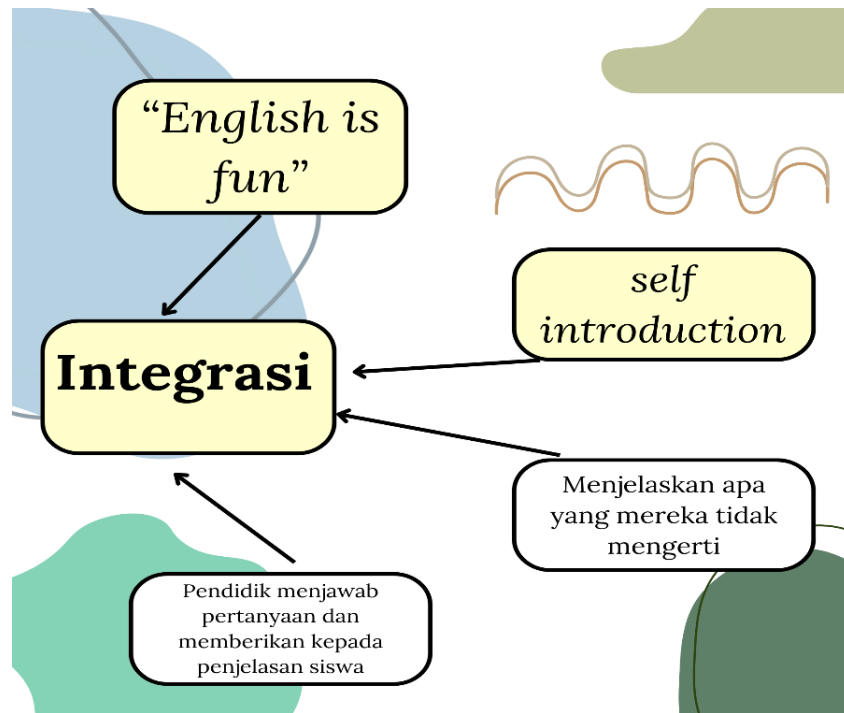 “English is
fun”
self
introduction
Integrasi
Menjelaskan apa
yang mereka tidak
mengerti
Pendidik menjawab
pertanyaan dan
memberikan kepada
penjelasan siswa